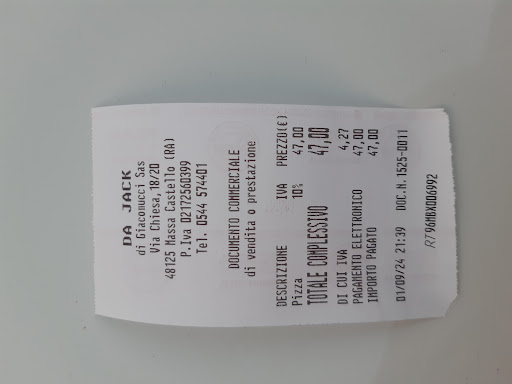 DA JACK
di Giacomucci Sas
Via Chiesa,18/20
48125 Massa Castello (RA)
P.Iva 02172560399
Tel. 0544 574401
DOCUMENTO COMMERCIALE
di vendita o prestazione
DESCRIZIONE IVA PREZZO(€)
Pizza 10% 47,00
TOTALE COMPLESSIVO 47,00
DI CUI IVA 4,27
PAGAMENTO ELETTRONICO 47,00
IMPORTO PAGATO 47,00
01/09/24 21:39 DOC.N.1525-0011
RT 96MBX006992